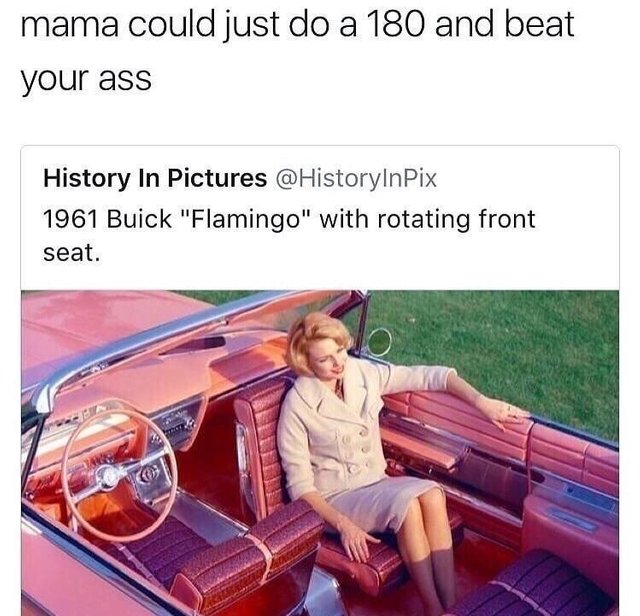 mama could just do a 180 and beat
your ass
History In Pictures @HistoryInPix
1961 Buick "Flamingo" with rotating front
seat.